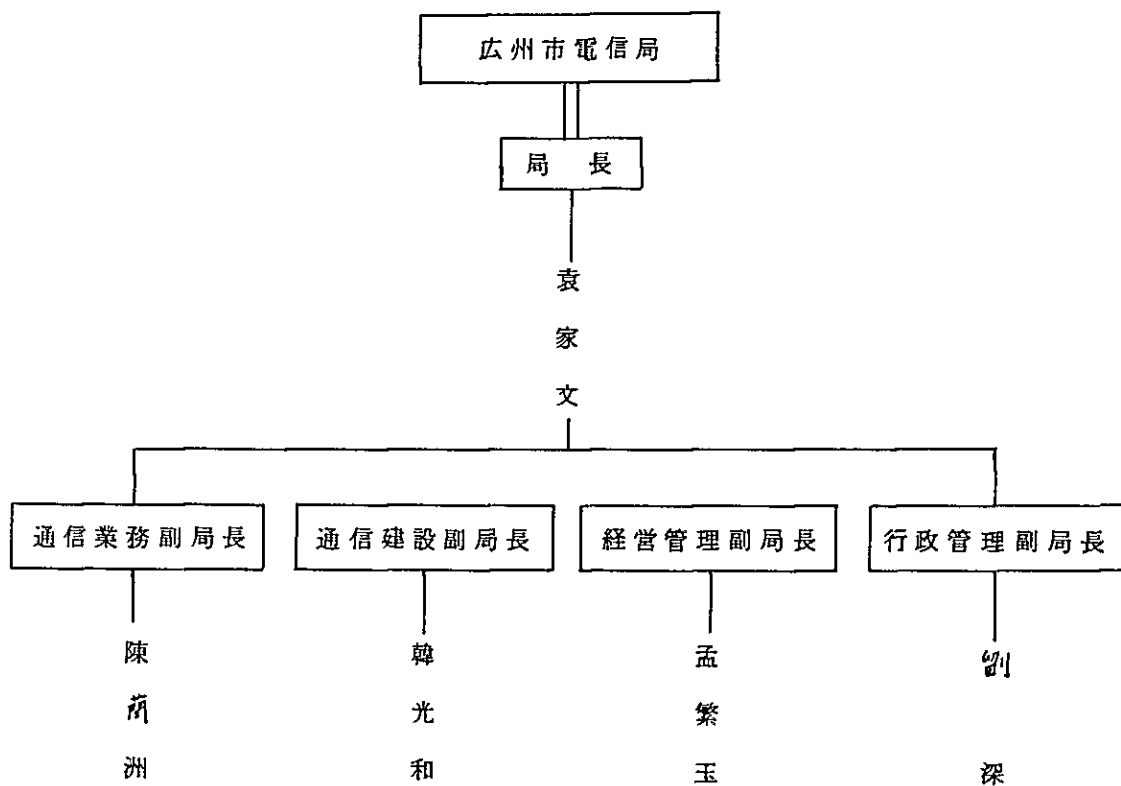 広州市電信局
局長
袁家文
通信業務副局長
通信建設副局長
経営管理副局長
行政管理副局長
陳蘭洲
韓光和
孟繁玉
劉深